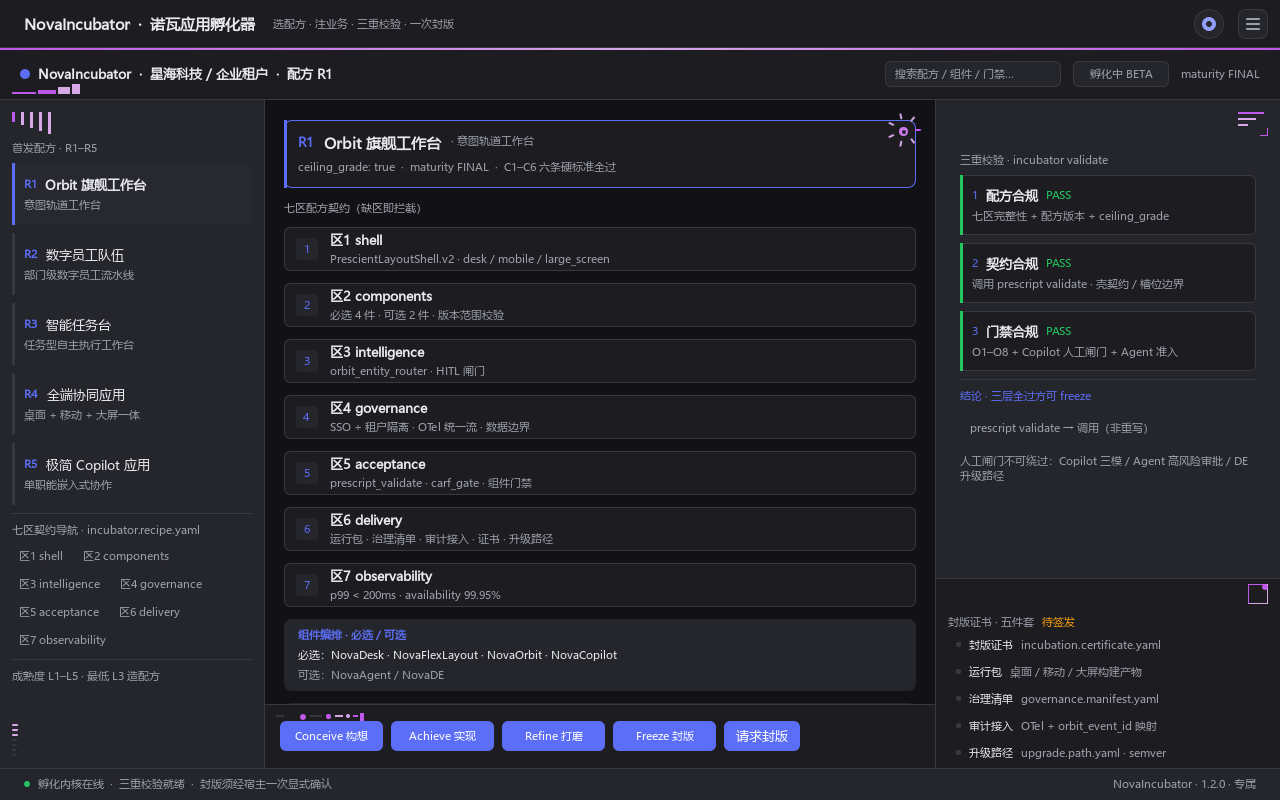 NovaIncubator · 诺瓦应用孵化器
选配方 · 注业务 · 三重校验 · 一次封版
NovaIncubator · 星海科技 / 企业租户 · 配方 R1
搜索配方 / 组件 / 门禁...
孵化中 BETA
maturity FINAL
首发配方 · R1–R5
R1 Orbit 旗舰工作台
意图轨道工作台
R2 数字员工队伍
部门级数字员工流水线
R3 智能任务台
任务型自主执行工作台
R4 全端协同应用
桌面 + 移动 + 大屏一体
R5 极简 Copilot 应用
单职能嵌入式协作
七区契约导航 · incubator.recipe.yaml
区1 shell
区2 components
区3 intelligence
区4 governance
区5 acceptance
区6 delivery
区7 observability
成熟度 L1–L5 · 最低 L3 造配方
R1 Orbit 旗舰工作台 · 意图轨道工作台
ceiling_grade: true · maturity FINAL · C1–C6 六条硬标准全过
七区配方契约（缺区即拦截）
1 区1 shell
PrescientLayoutShell.v2 · desk / mobile / large_screen
2 区2 components
必选 4 件 · 可选 2 件 · 版本范围校验
3 区3 intelligence
orbit_entity_router · HITL 闸门
4 区4 governance
SSO + 租户隔离 · OTel 统一流 · 数据边界
5 区5 acceptance
prescript_validate · carf_gate · 组件门禁
6 区6 delivery
运行包 · 治理清单 · 审计接入 · 证书 · 升级路径
7 区7 observability
p99 < 200ms · availability 99.95%
组件编排 · 必选 / 可选
必选：NovaDesk · NovaFlexLayout · NovaOrbit · NovaCopilot
可选：NovaAgent / NovaDE
Conceive 构想
Achieve 实现
Refine 打磨
Freeze 封版
请求封版
三重校验 · incubator validate
1 配方合规 PASS
七区完整性 + 配方版本 + ceiling_grade
2 契约合规 PASS
调用 prescript validate · 壳契约 / 槽位边界
3 门禁合规 PASS
O1–O8 + Copilot 人工闸门 + Agent 准入
结论 · 三层全过方可 freeze
prescript validate → 调用（非重写）
人工闸门不可绕过：Copilot 三模 / Agent 高风险审批 / DE
升级路径
封版证书 · 五件套 待签发
封版证书 incubation.certificate.yaml
运行包 桌面 / 移动 / 大屏构建产物
治理清单 governance.manifest.yaml
审计接入 OTel + orbit_event_id 映射
升级路径 upgrade.path.yaml · semver
孵化内核在线 · 三重校验就绪 · 封版须经宿主一次显式确认
NovaIncubator · 1.2.0 · 专属